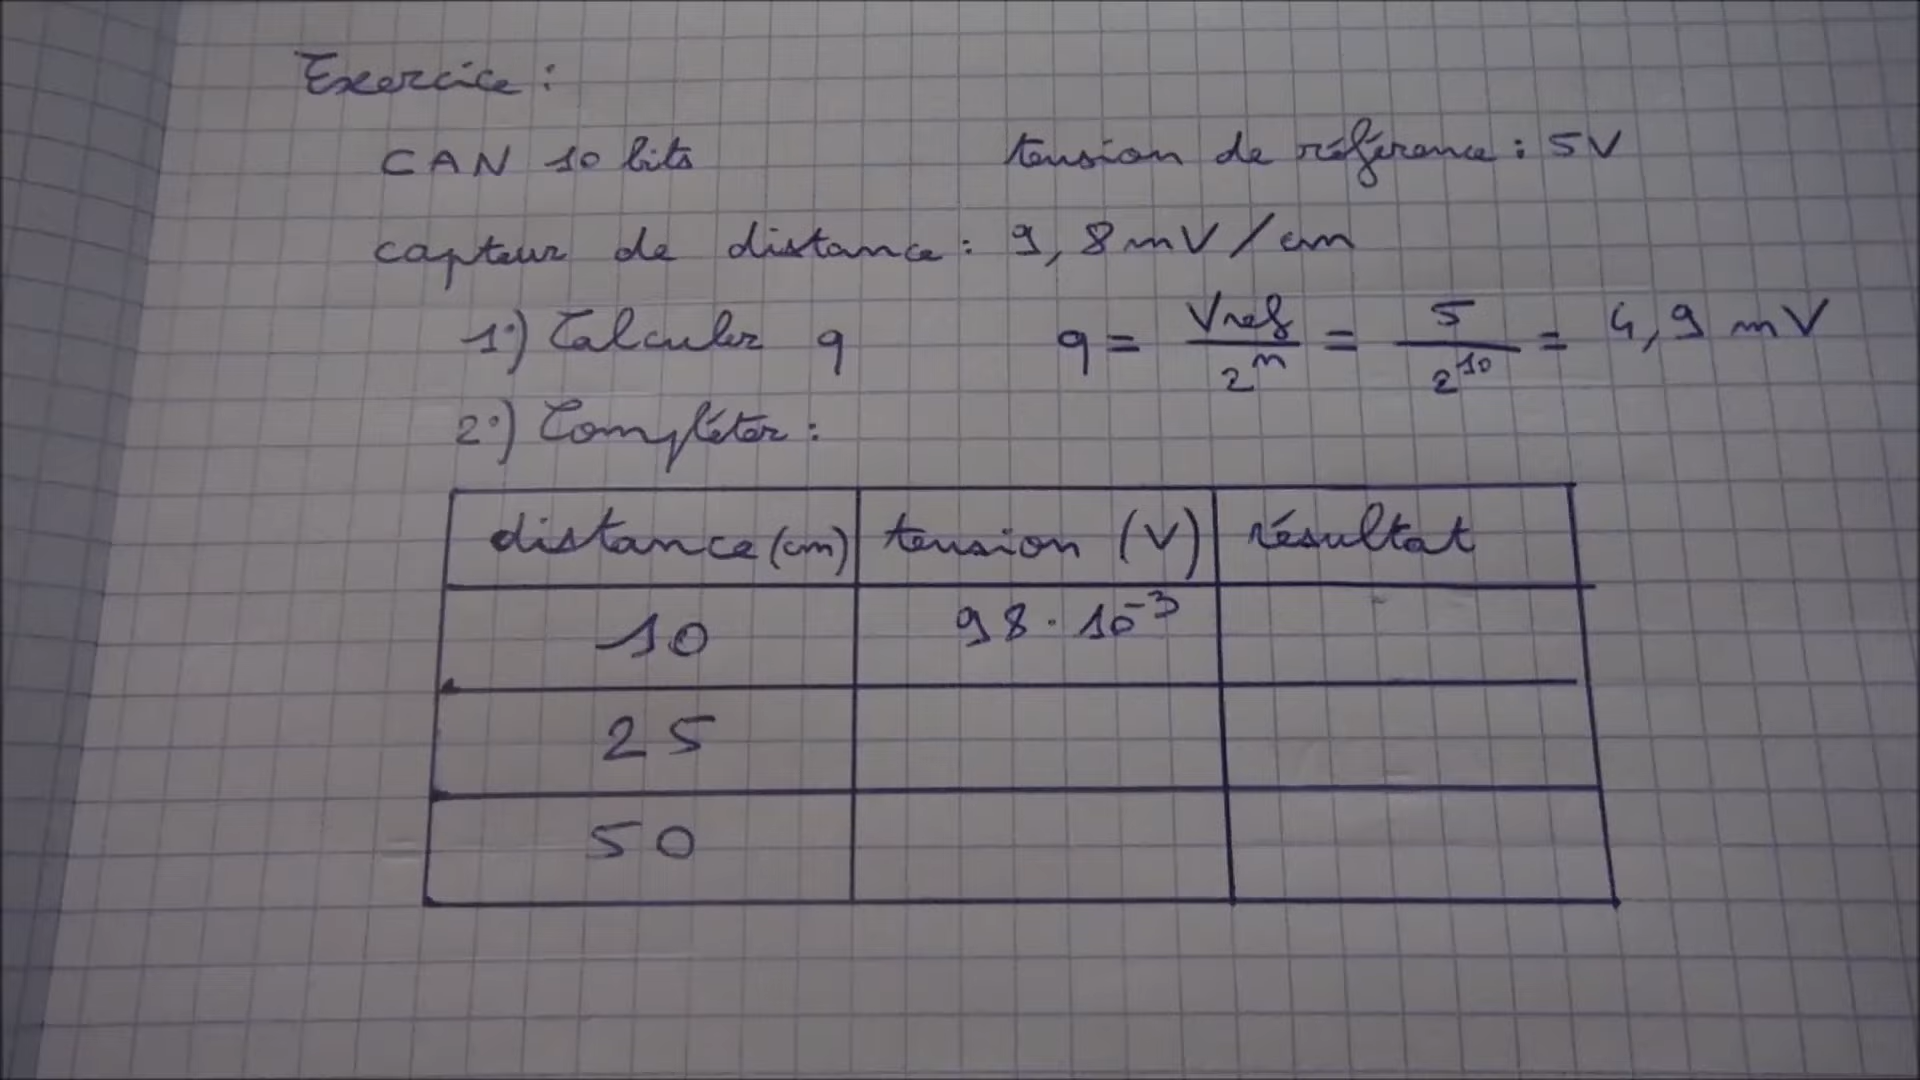 Exercice :
CAN 10 bits tension de référence : 5V
capteur de distance : 9,8 mV/cm
1°) Calculer q q = Vref / 2^n = 5 / 2^10 = 4,9 mV
2°) Compléter :
distance (cm) tension (V) résultat
10 98 · 10^-3
25
50